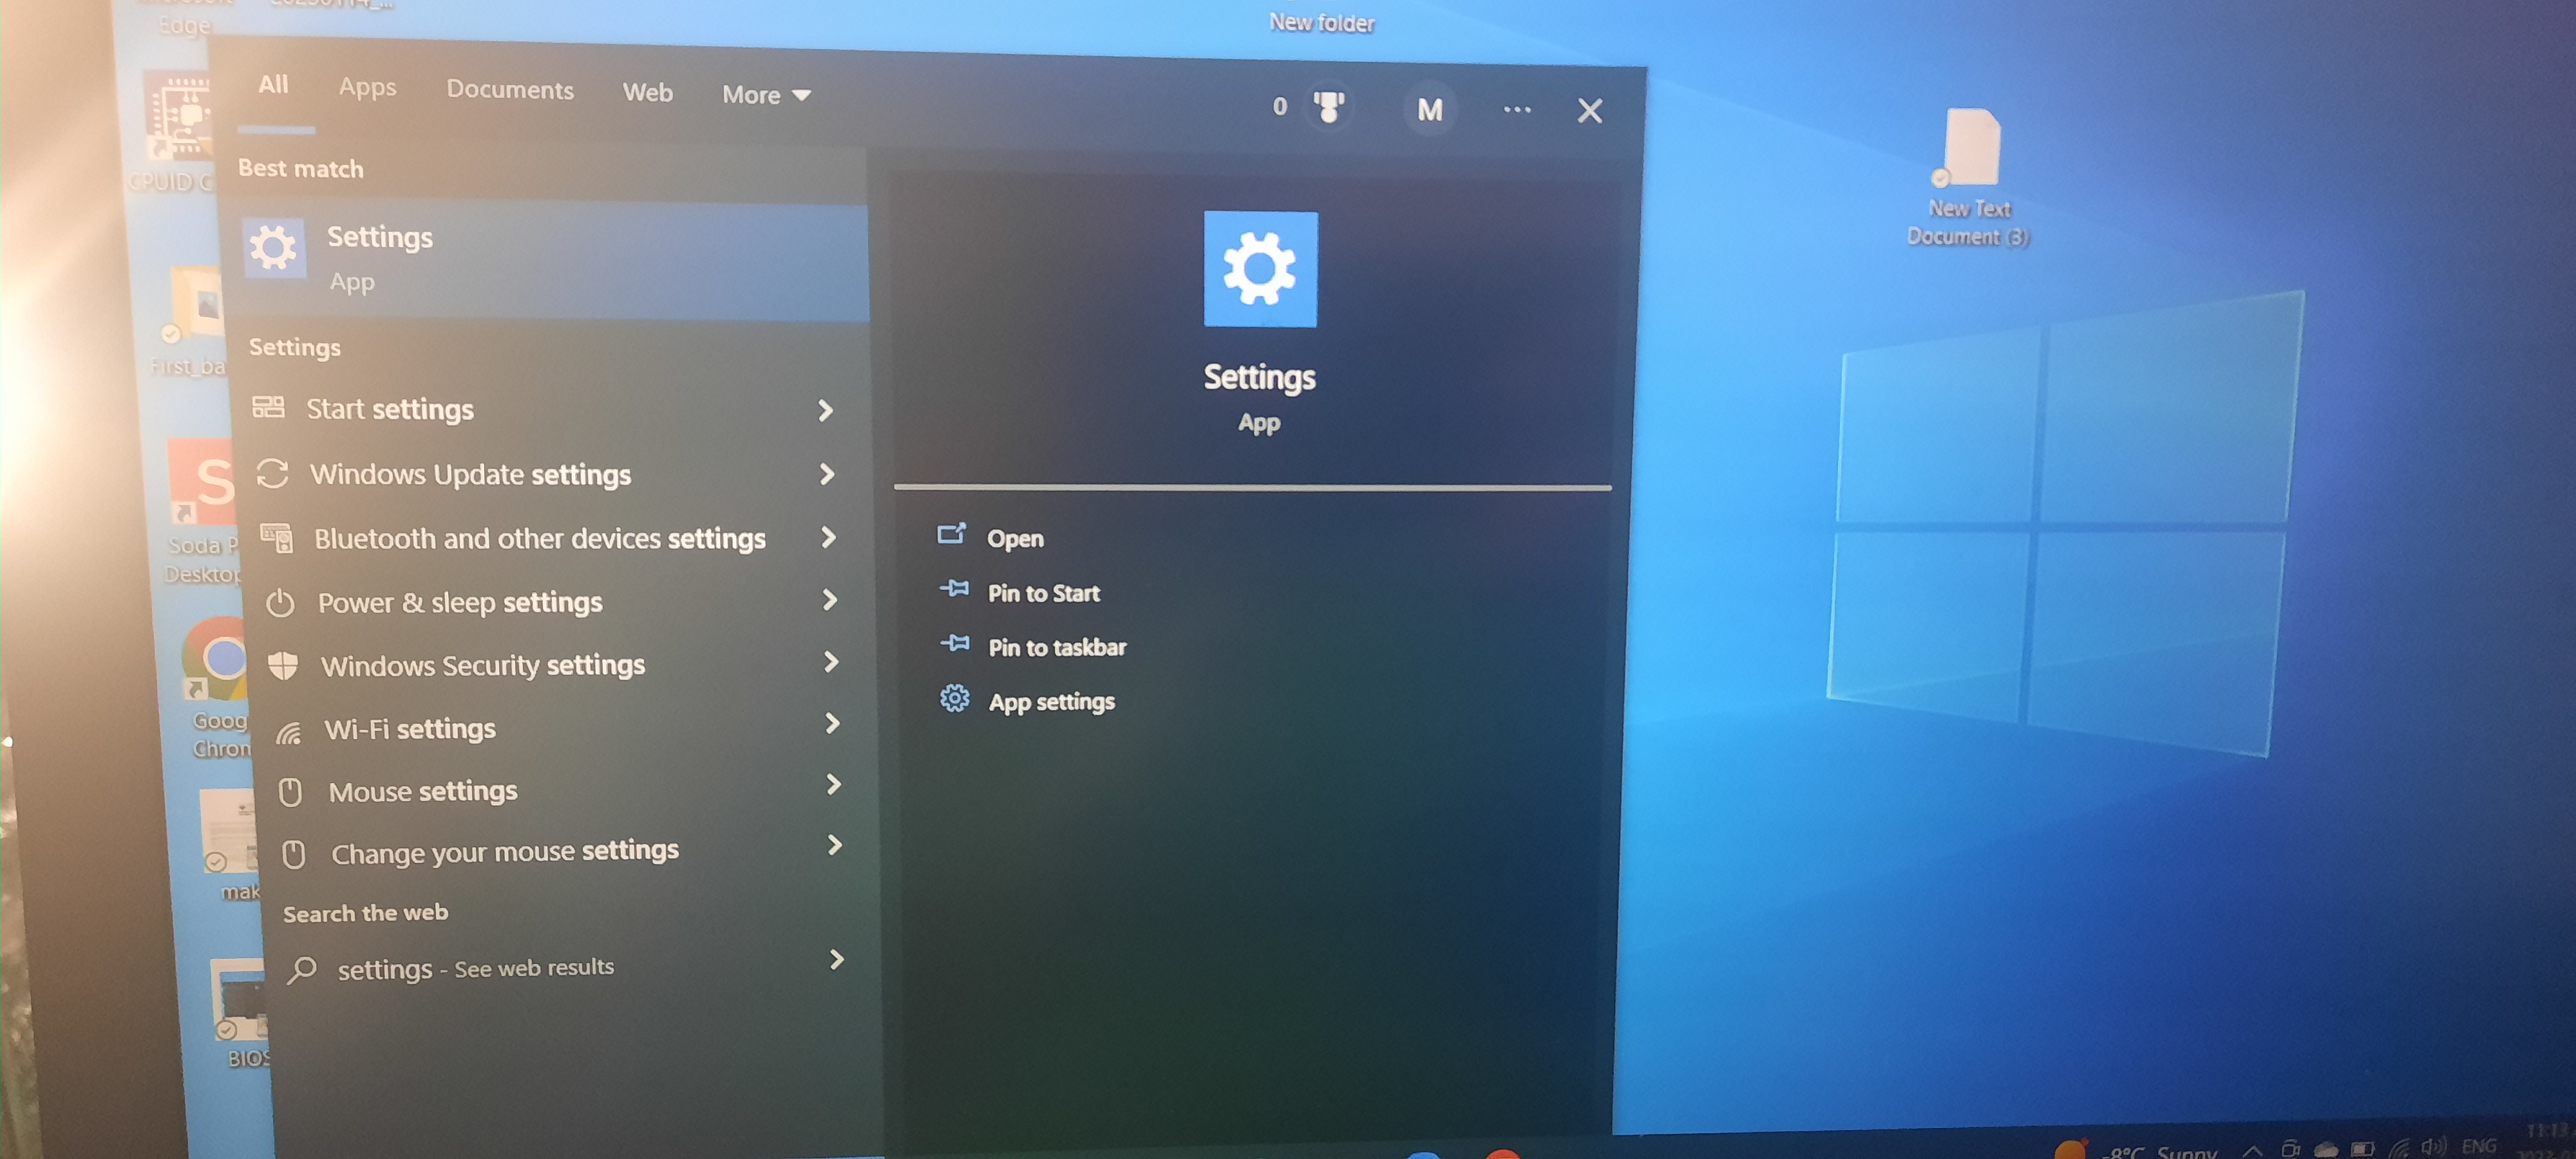 Edge
New folder
All Apps Documents Web More
0 M ... 
Best match
Settings
App
Settings
Start settings
Windows Update settings
Bluetooth and other devices settings
Power & sleep settings
Windows Security settings
Wi-Fi settings
Mouse settings
Change your mouse settings
Search the web
settings - See web results
Settings
App
Open
Pin to Start
Pin to taskbar
App settings
CPUID C
First_ba
S
Soda P
Desktop
Goog
Chron
mak
BIOS
New Text
Document (3)
-8°C Sunny
ENG
11:13